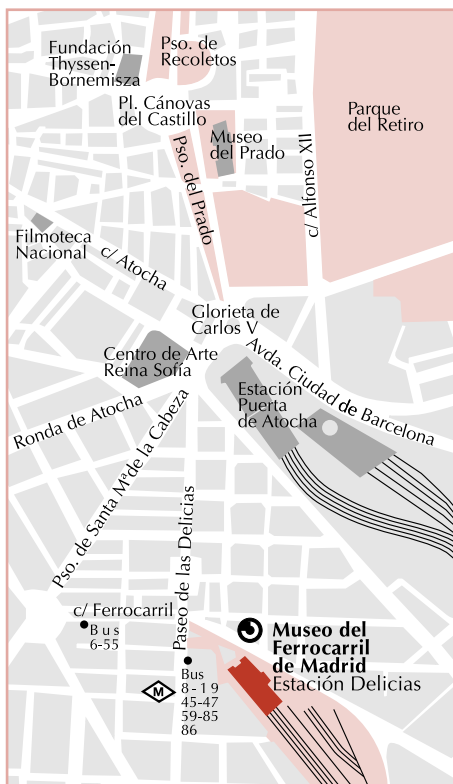 Fundación
Thyssen-
Bornemisza
Pso. de
Recoletos
Pl. Cánovas
del Castillo
Museo
del Prado
Parque
del Retiro
c/ Alfonso XII
Pso. del Prado
Filmoteca
Nacional
c/ Atocha
Glorieta de
Carlos V
Centro de Arte
Reina Sofía
Avda. Ciudad de Barcelona
Estación
Puerta
de Atocha
Ronda de Atocha
Pso. de Santa Mª de la Cabeza
Paseo de las Delicias
c/ Ferrocarril
Bus
6-55
M
Bus
8-19
45-47
59-85
86
Museo del
Ferrocarril
de Madrid
Estación Delicias